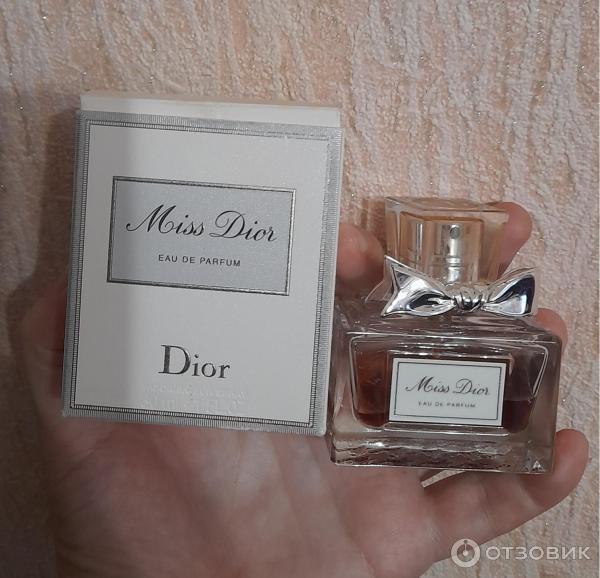 Miss Dior
EAU DE PARFUM
Dior
Miss Dior
EAU DE PARFUM
ОТЗОВИК